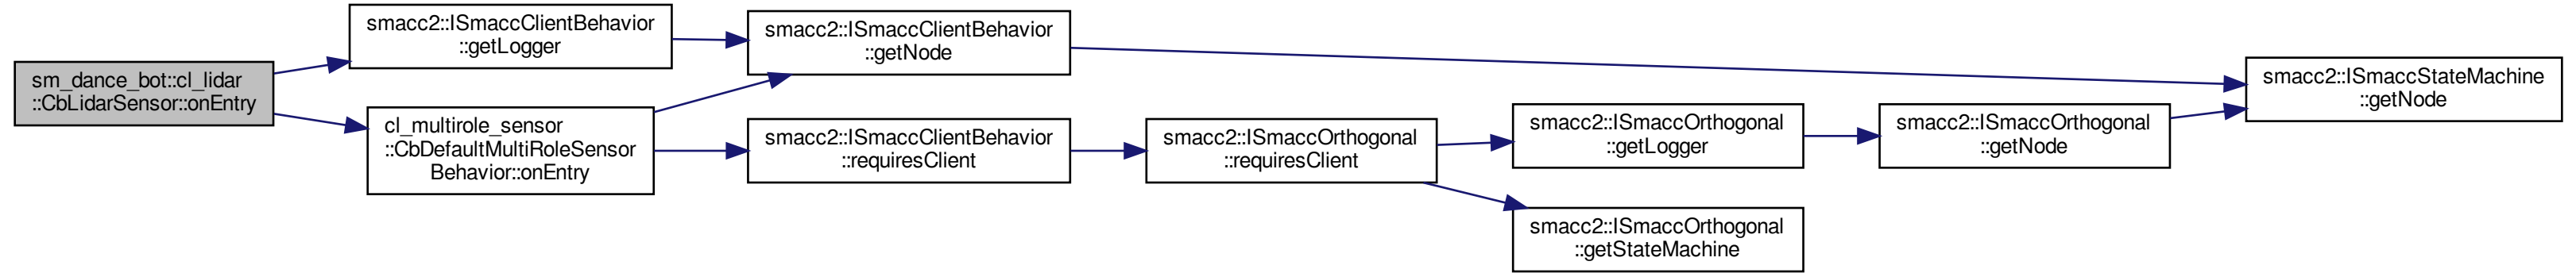 sm_dance_bot::cl_lidar
::CbLidarSensor::onEntry
smacc2::ISmaccClientBehavior
::getLogger
cl_multirole_sensor
::CbDefaultMultiRoleSensor
Behavior::onEntry
smacc2::ISmaccClientBehavior
::getNode
smacc2::ISmaccClientBehavior
::requiresClient
smacc2::ISmaccOrthogonal
::requiresClient
smacc2::ISmaccOrthogonal
::getLogger
smacc2::ISmaccOrthogonal
::getStateMachine
smacc2::ISmaccOrthogonal
::getNode
smacc2::ISmaccStateMachine
::getNode